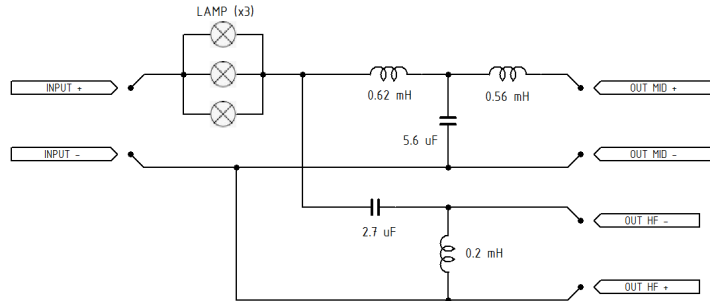 LAMP (x3)
INPUT +
0.62 mH
0.56 mH
OUT MID +
5.6 uF
INPUT -
OUT MID -
2.7 uF
OUT HF -
0.2 mH
OUT HF +